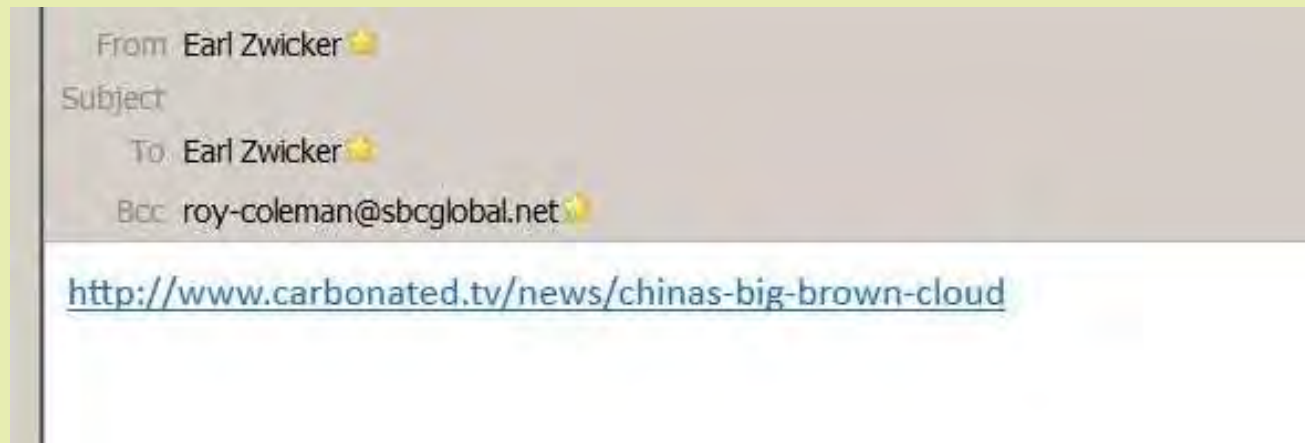 From Earl Zwicker
Subject
To Earl Zwicker
Bcc roy-coleman@sbcglobal.net
http://www.carbonated.tv/news/chinas-big-brown-cloud